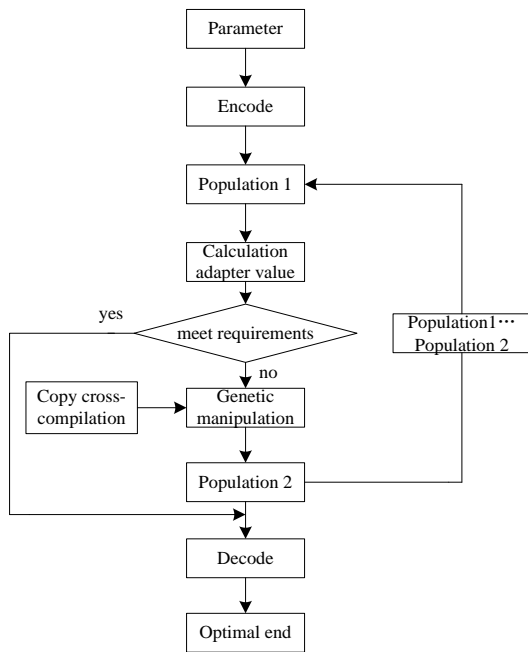 Parameter
Encode
Population 1
Calculation
adapter value
yes
meet requirements
Population1…
Population 2
no
Copy cross-
compilation
Genetic
manipulation
Population 2
Decode
Optimal end